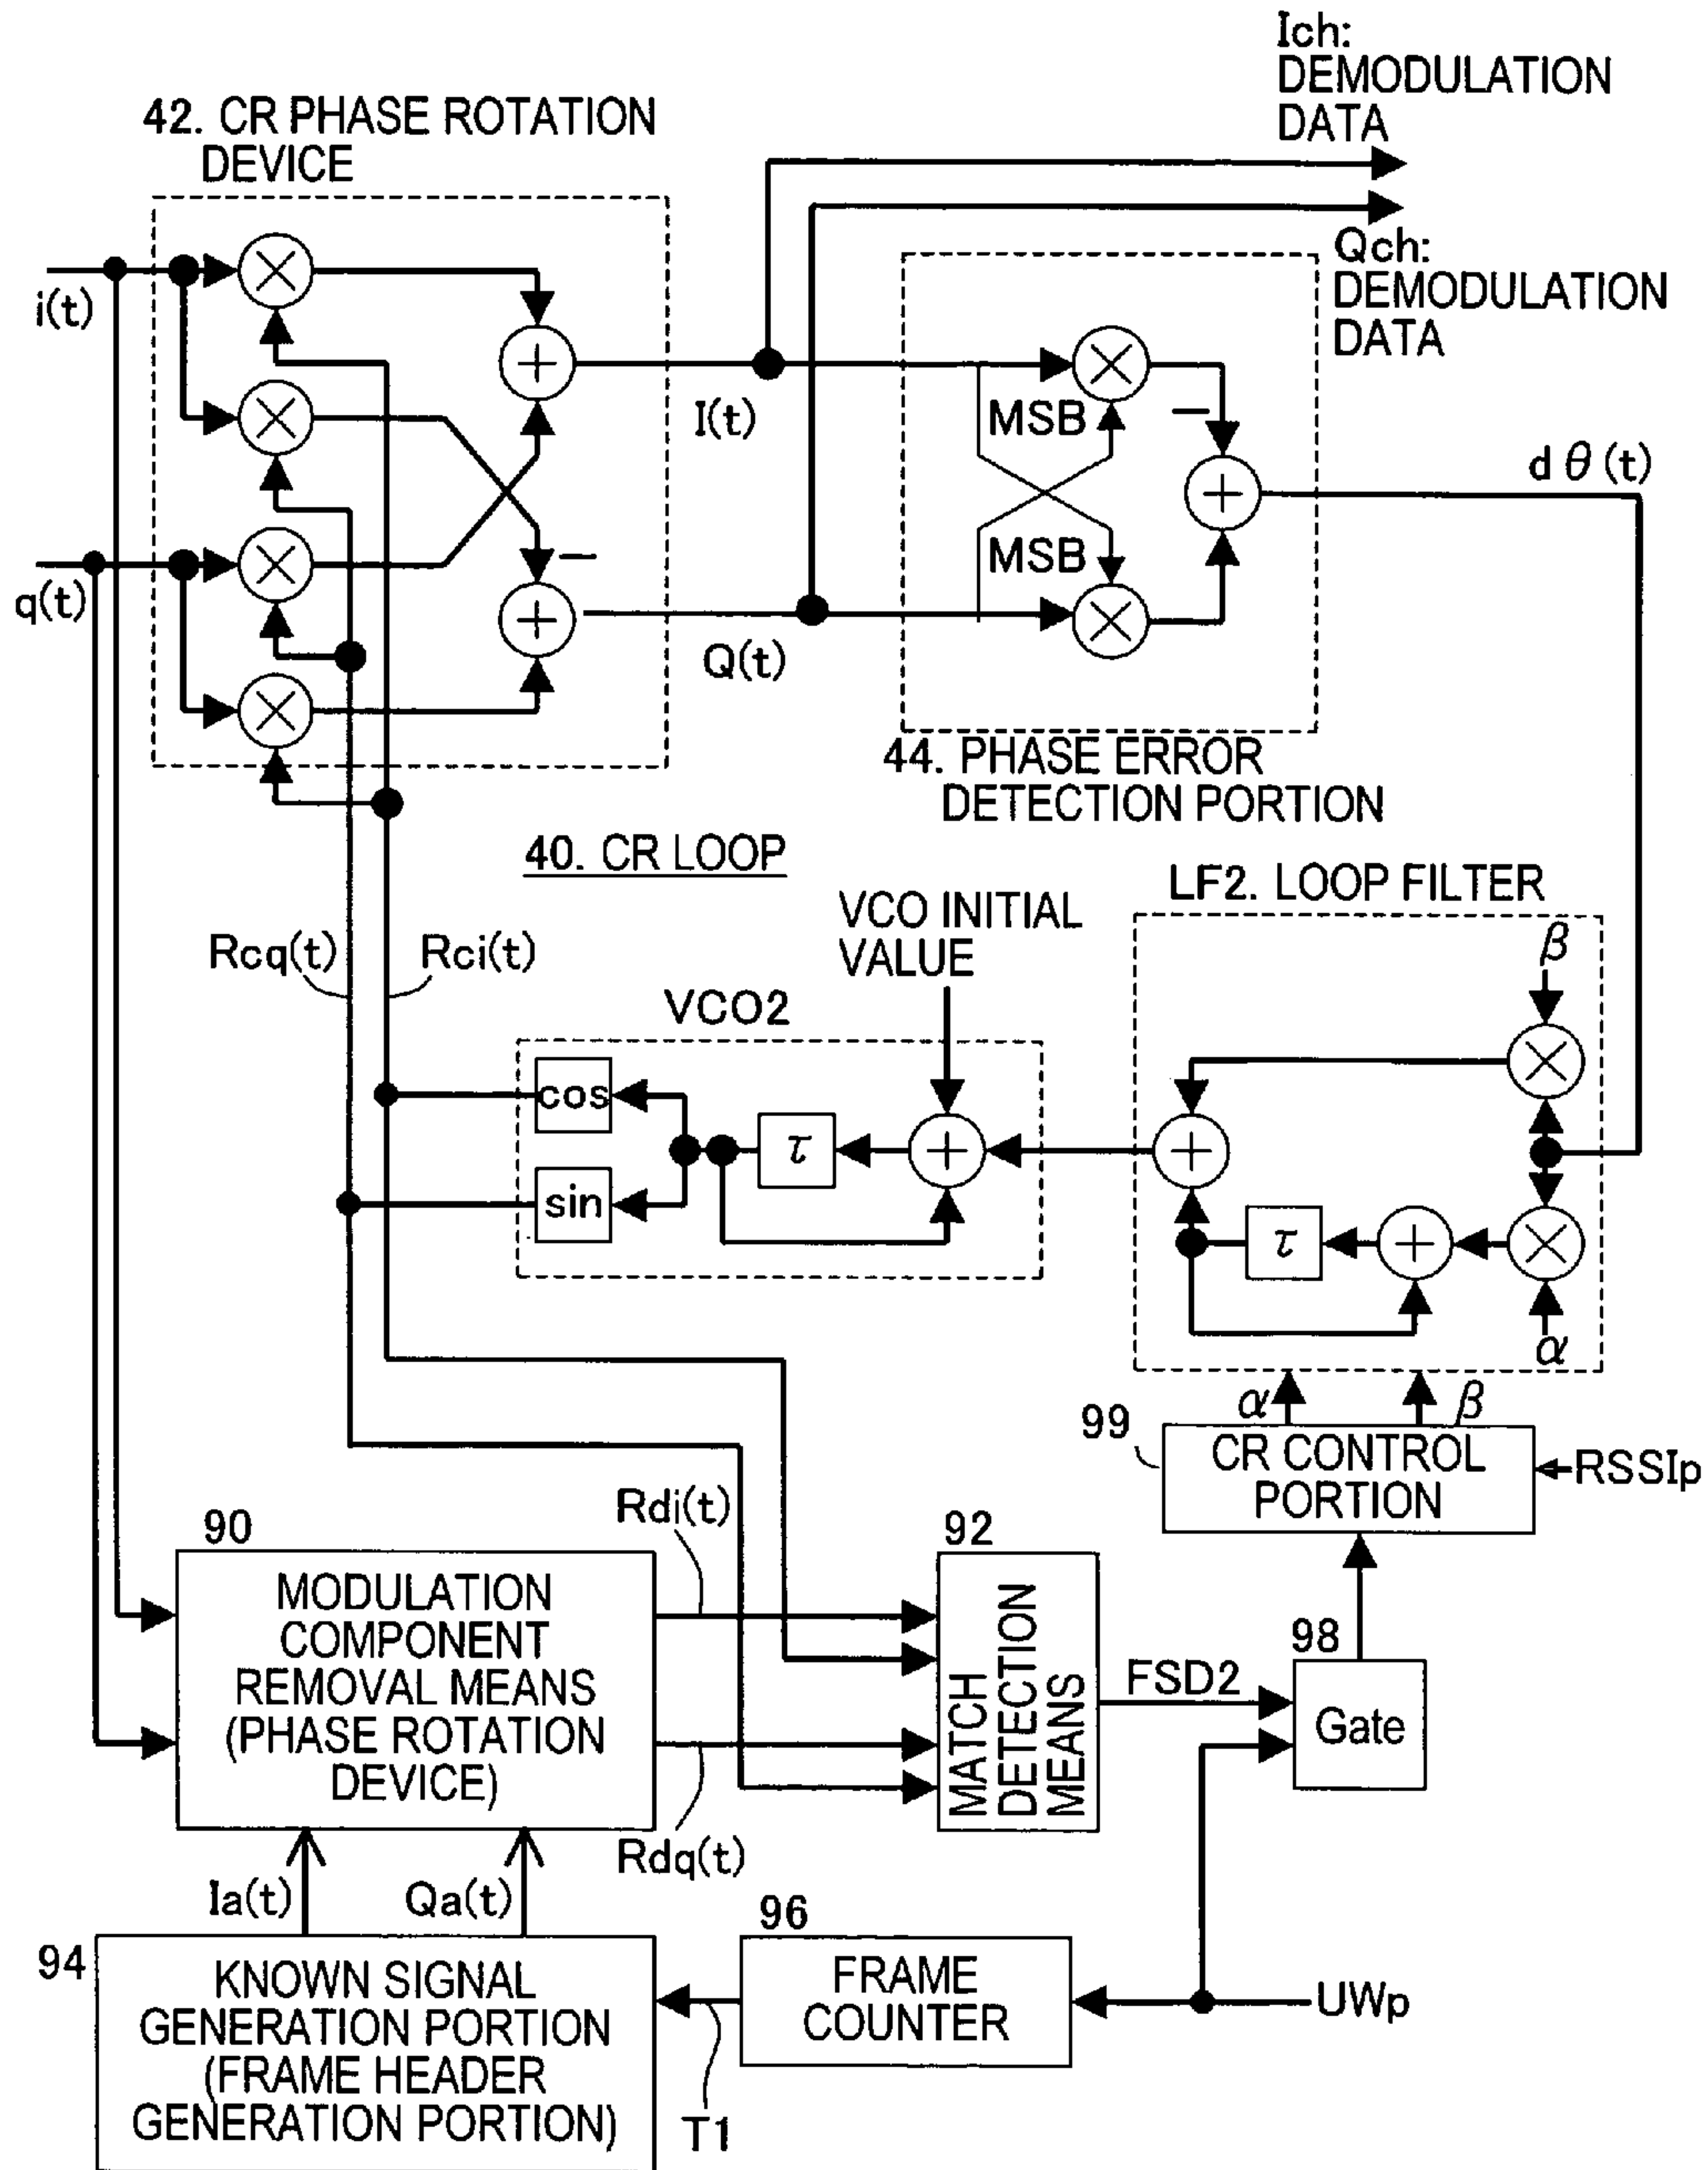 Ich:
DEMODULATION
DATA
42. CR PHASE ROTATION
DEVICE
Qch:
DEMODULATION
DATA
i(t)
I(t)
MSB
−
d θ (t)
−
MSB
q(t)
Q(t)
44. PHASE ERROR
DETECTION PORTION
40. CR LOOP
LF2. LOOP FILTER
VCO INITIAL
VALUE
β
Rcq(t)
Rci(t)
VCO2
cos
τ
sin
τ
α
α
β
99
CR CONTROL
PORTION
RSSIp
Rdi(t)
90
92
MODULATION
COMPONENT
REMOVAL MEANS
(PHASE ROTATION
DEVICE)
MATCH
DETECTION
MEANS
FSD2
98
Gate
Rdq(t)
Ia(t)
Qa(t)
96
94
KNOWN SIGNAL
GENERATION PORTION
(FRAME HEADER
GENERATION PORTION)
FRAME
COUNTER
UWp
T1